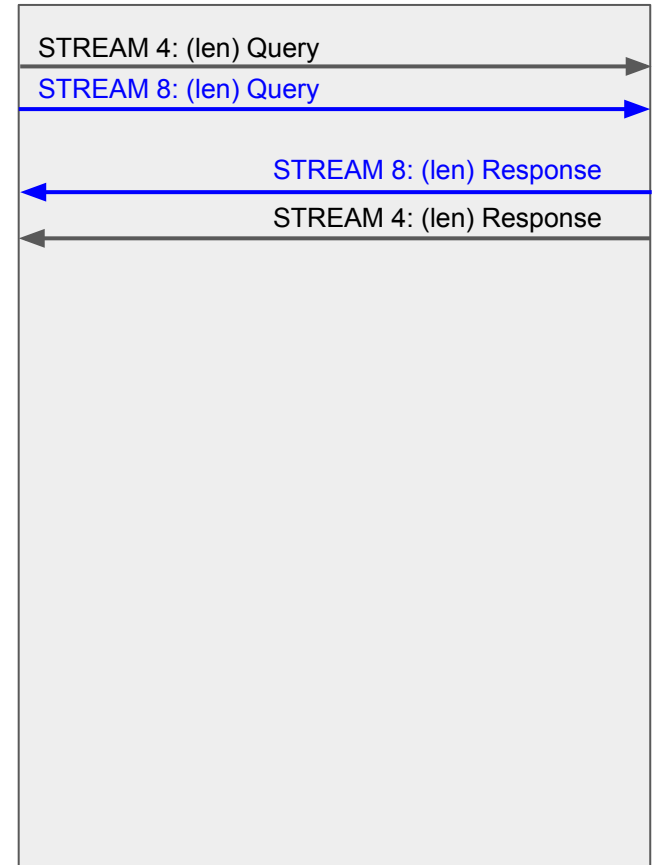 STREAM 4: (len) Query
STREAM 8: (len) Query
STREAM 8: (len) Response
STREAM 4: (len) Response